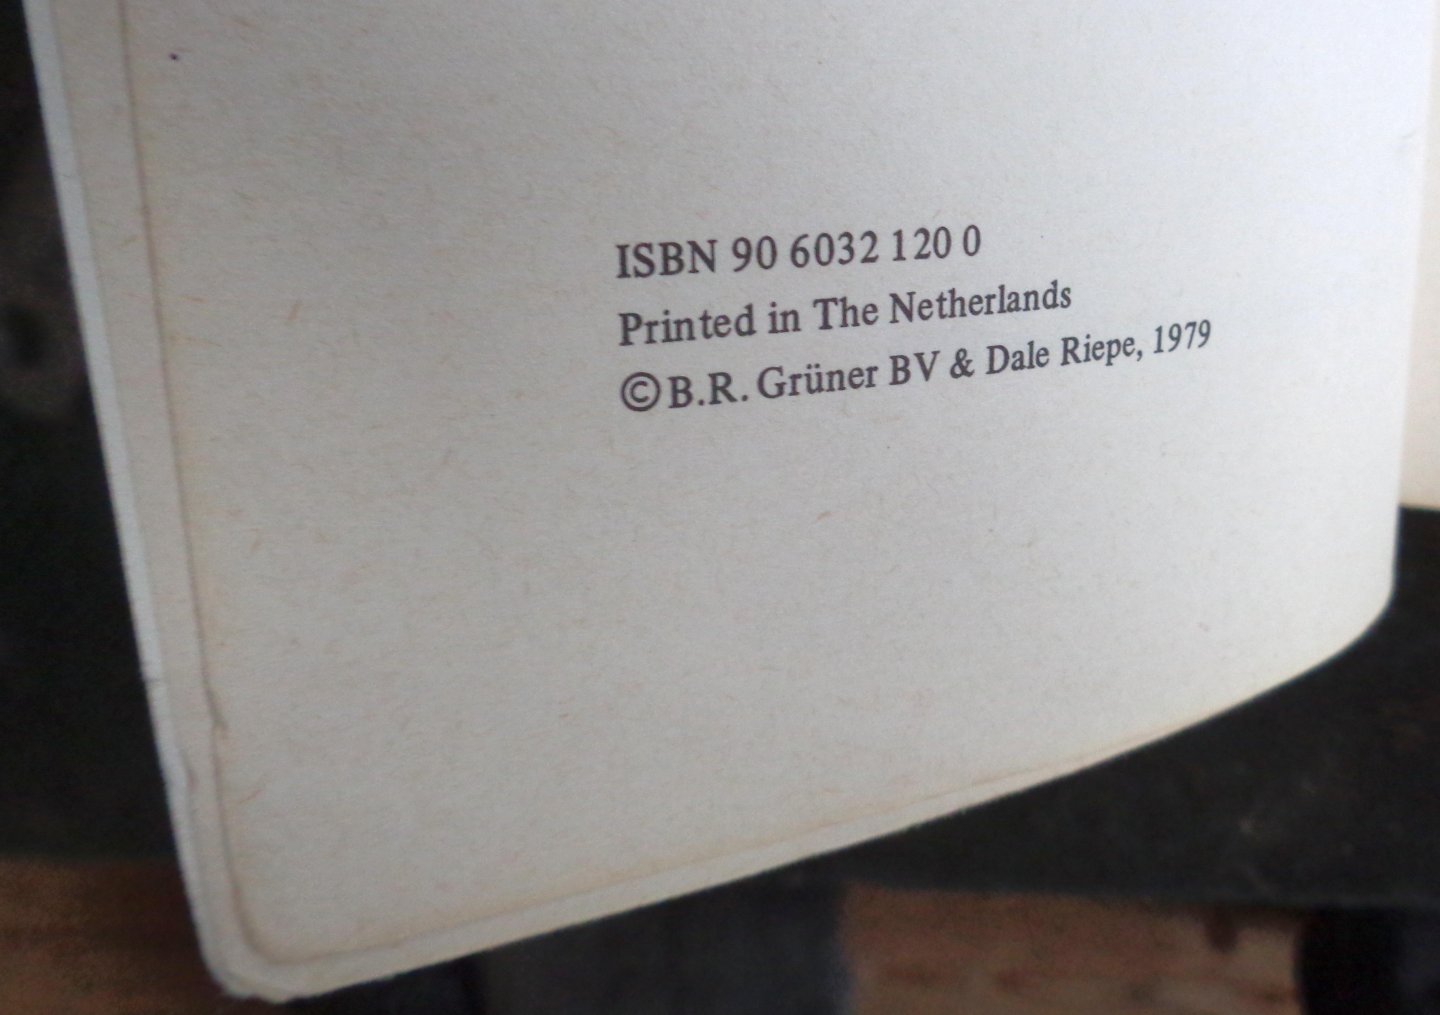 ISBN 90 6032 120 0
Printed in The Netherlands
© B.R. Grüner BV & Dale Riepe, 1979